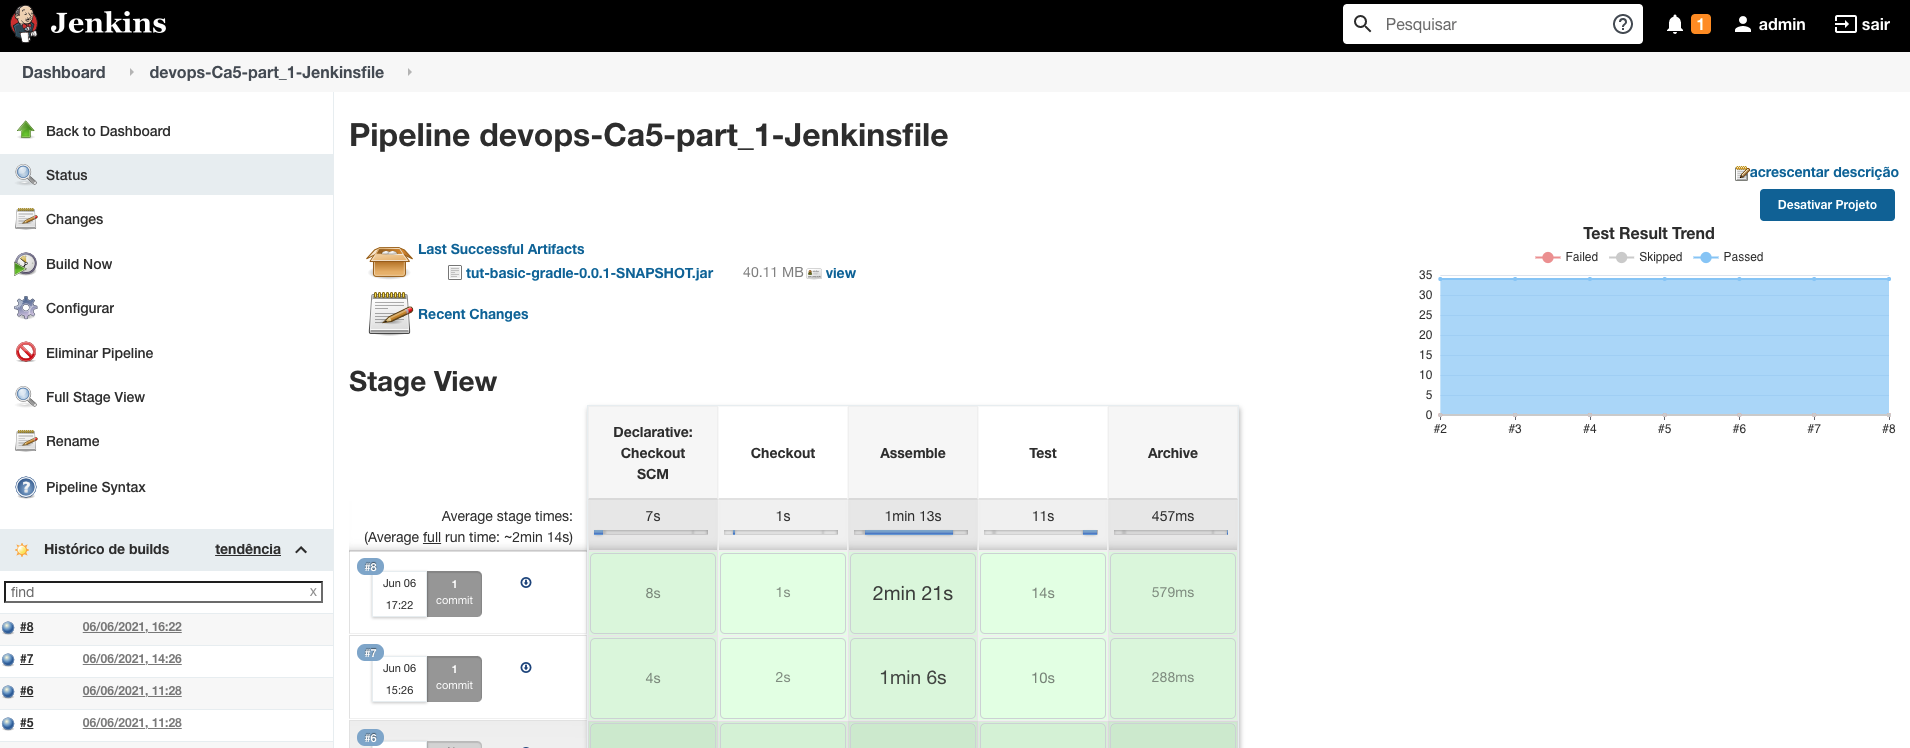 Jenkins
Pesquisar
1
admin
sair
Dashboard
devops-Ca5-part_1-Jenkinsfile
Back to Dashboard
Status
Changes
Build Now
Configurar
Eliminar Pipeline
Full Stage View
Rename
Pipeline Syntax
Histórico de builds
tendência
find
x
#8 06/06/2021, 16:22
#7 06/06/2021, 14:26
#6 06/06/2021, 11:28
#5 06/06/2021, 11:28
Pipeline devops-Ca5-part_1-Jenkinsfile
acrescentar descrição
Desativar Projeto
Last Successful Artifacts
tut-basic-gradle-0.0.1-SNAPSHOT.jar 40.11 MB view
Recent Changes
Test Result Trend
Failed Skipped Passed
35
30
25
20
15
10
5
0
#2 #3 #4 #5 #6 #7 #8
Stage View
Declarative:
Checkout
SCM
Checkout
Assemble
Test
Archive
Average stage times:
(Average full run time: ~2min 14s)
7s 1s 1min 13s 11s 457ms
#8
Jun 06
17:22
1
commit
8s 1s 2min 21s 14s 579ms
#7
Jun 06
15:26
1
commit
4s 2s 1min 6s 10s 288ms
#6